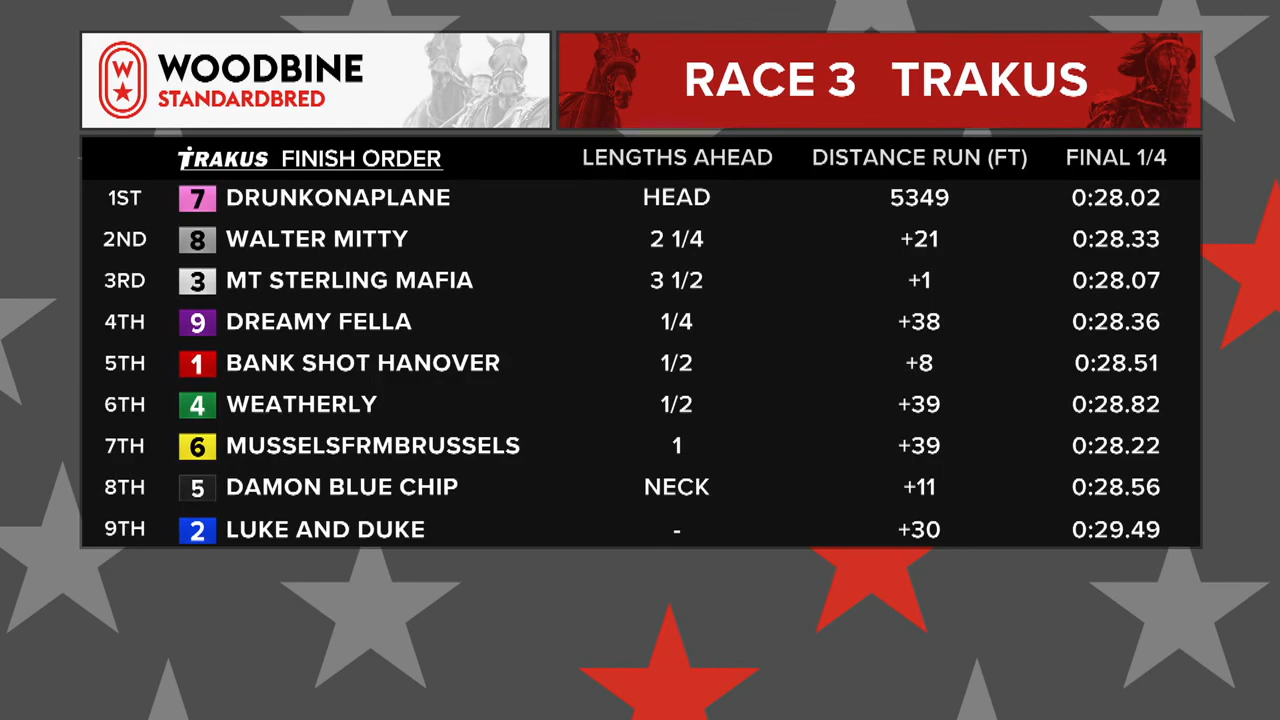 W
WOODBINE
STANDARDBRED
RACE 3 TRAKUS
TRAKUS FINISH ORDER LENGTHS AHEAD DISTANCE RUN (FT) FINAL 1/4
1ST 7 DRUNKONAPLANE HEAD 5349 0:28.02
2ND 8 WALTER MITTY 2 1/4 +21 0:28.33
3RD 3 MT STERLING MAFIA 3 1/2 +1 0:28.07
4TH 9 DREAMY FELLA 1/4 +38 0:28.36
5TH 1 BANK SHOT HANOVER 1/2 +8 0:28.51
6TH 4 WEATHERLY 1/2 +39 0:28.82
7TH 6 MUSSELSFRMBRUSSELS 1 +39 0:28.22
8TH 5 DAMON BLUE CHIP NECK +11 0:28.56
9TH 2 LUKE AND DUKE - +30 0:29.49